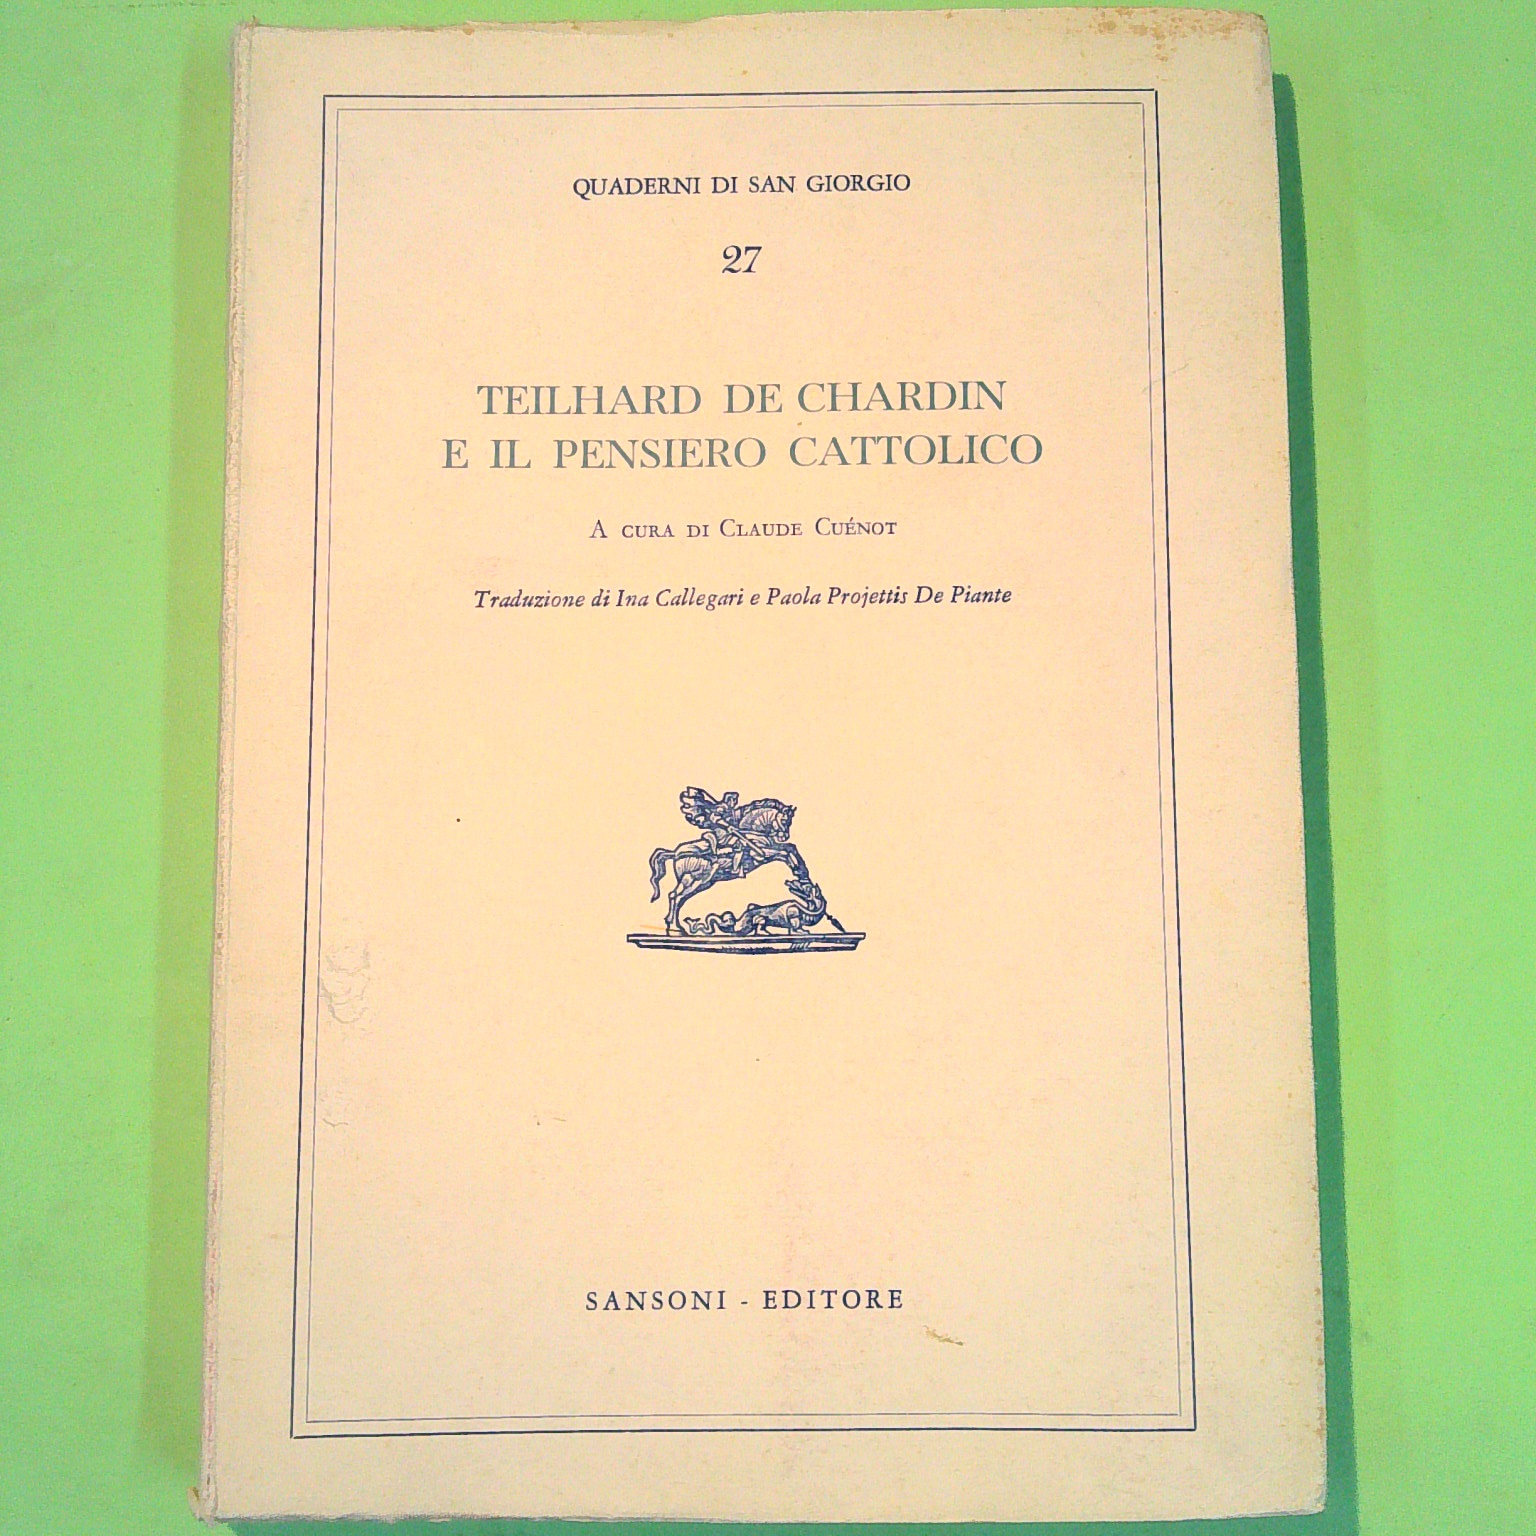 QUADERNI DI SAN GIORGIO
27
TEILHARD DE CHARDIN
E IL PENSIERO CATTOLICO
A CURA DI CLAUDE CUÉNOT
Traduzione di Ina Callegari e Paola Projettis De Piante
SANSONI - EDITORE